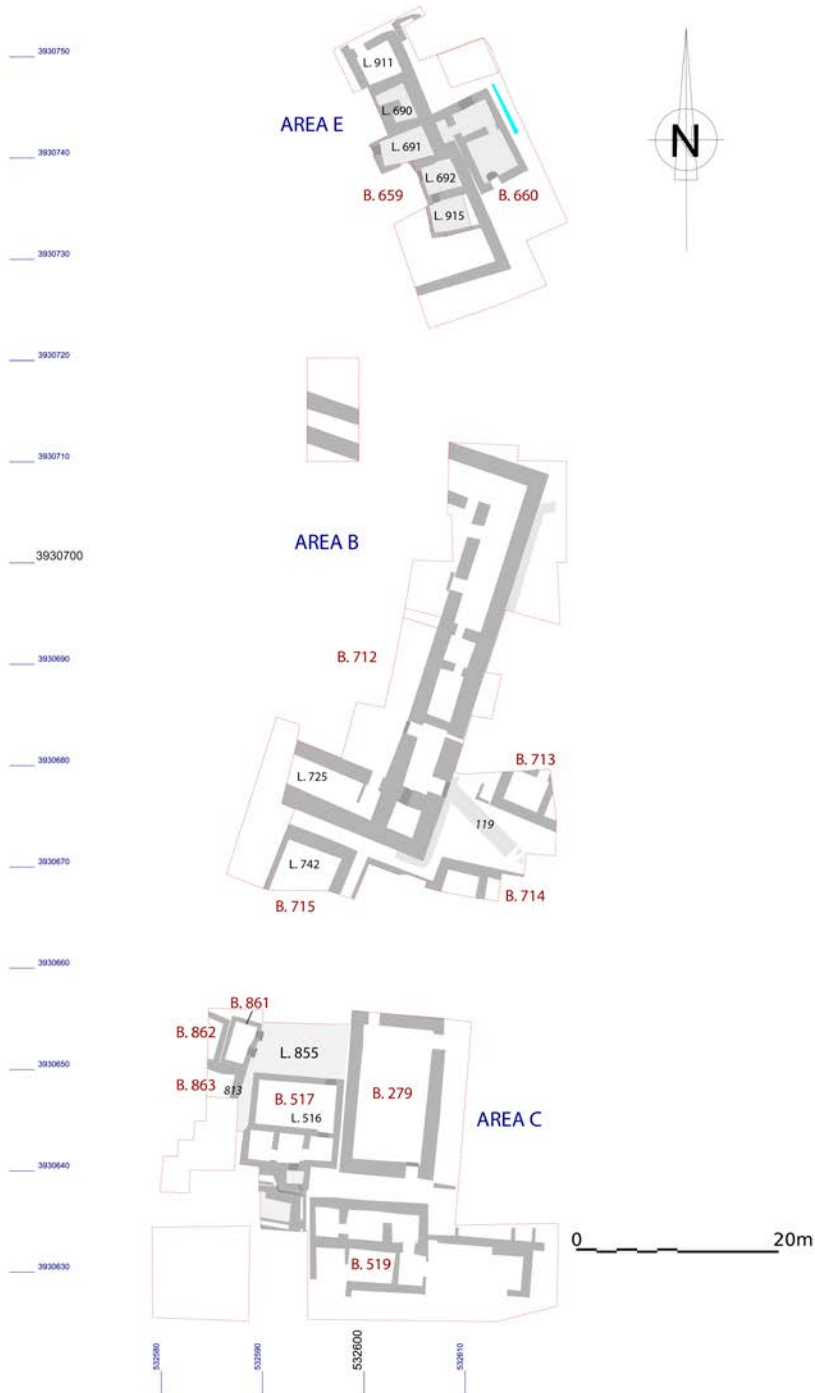 3930750
L. 911
L. 690
AREA E
N
L. 691
3930740
L. 692
B. 659
B. 660
L. 915
3930730
3930720
3930710
AREA B
3930700
B. 712
3930690
3930680
B. 713
L. 725
119
3930670
L. 742
B. 715
B. 714
3930660
B. 861
B. 862
L. 855
3930650
B. 863
813
B. 517
B. 279
L. 516
AREA C
3930640
0
20m
B. 519
3930630
532580
532590
532600
532610